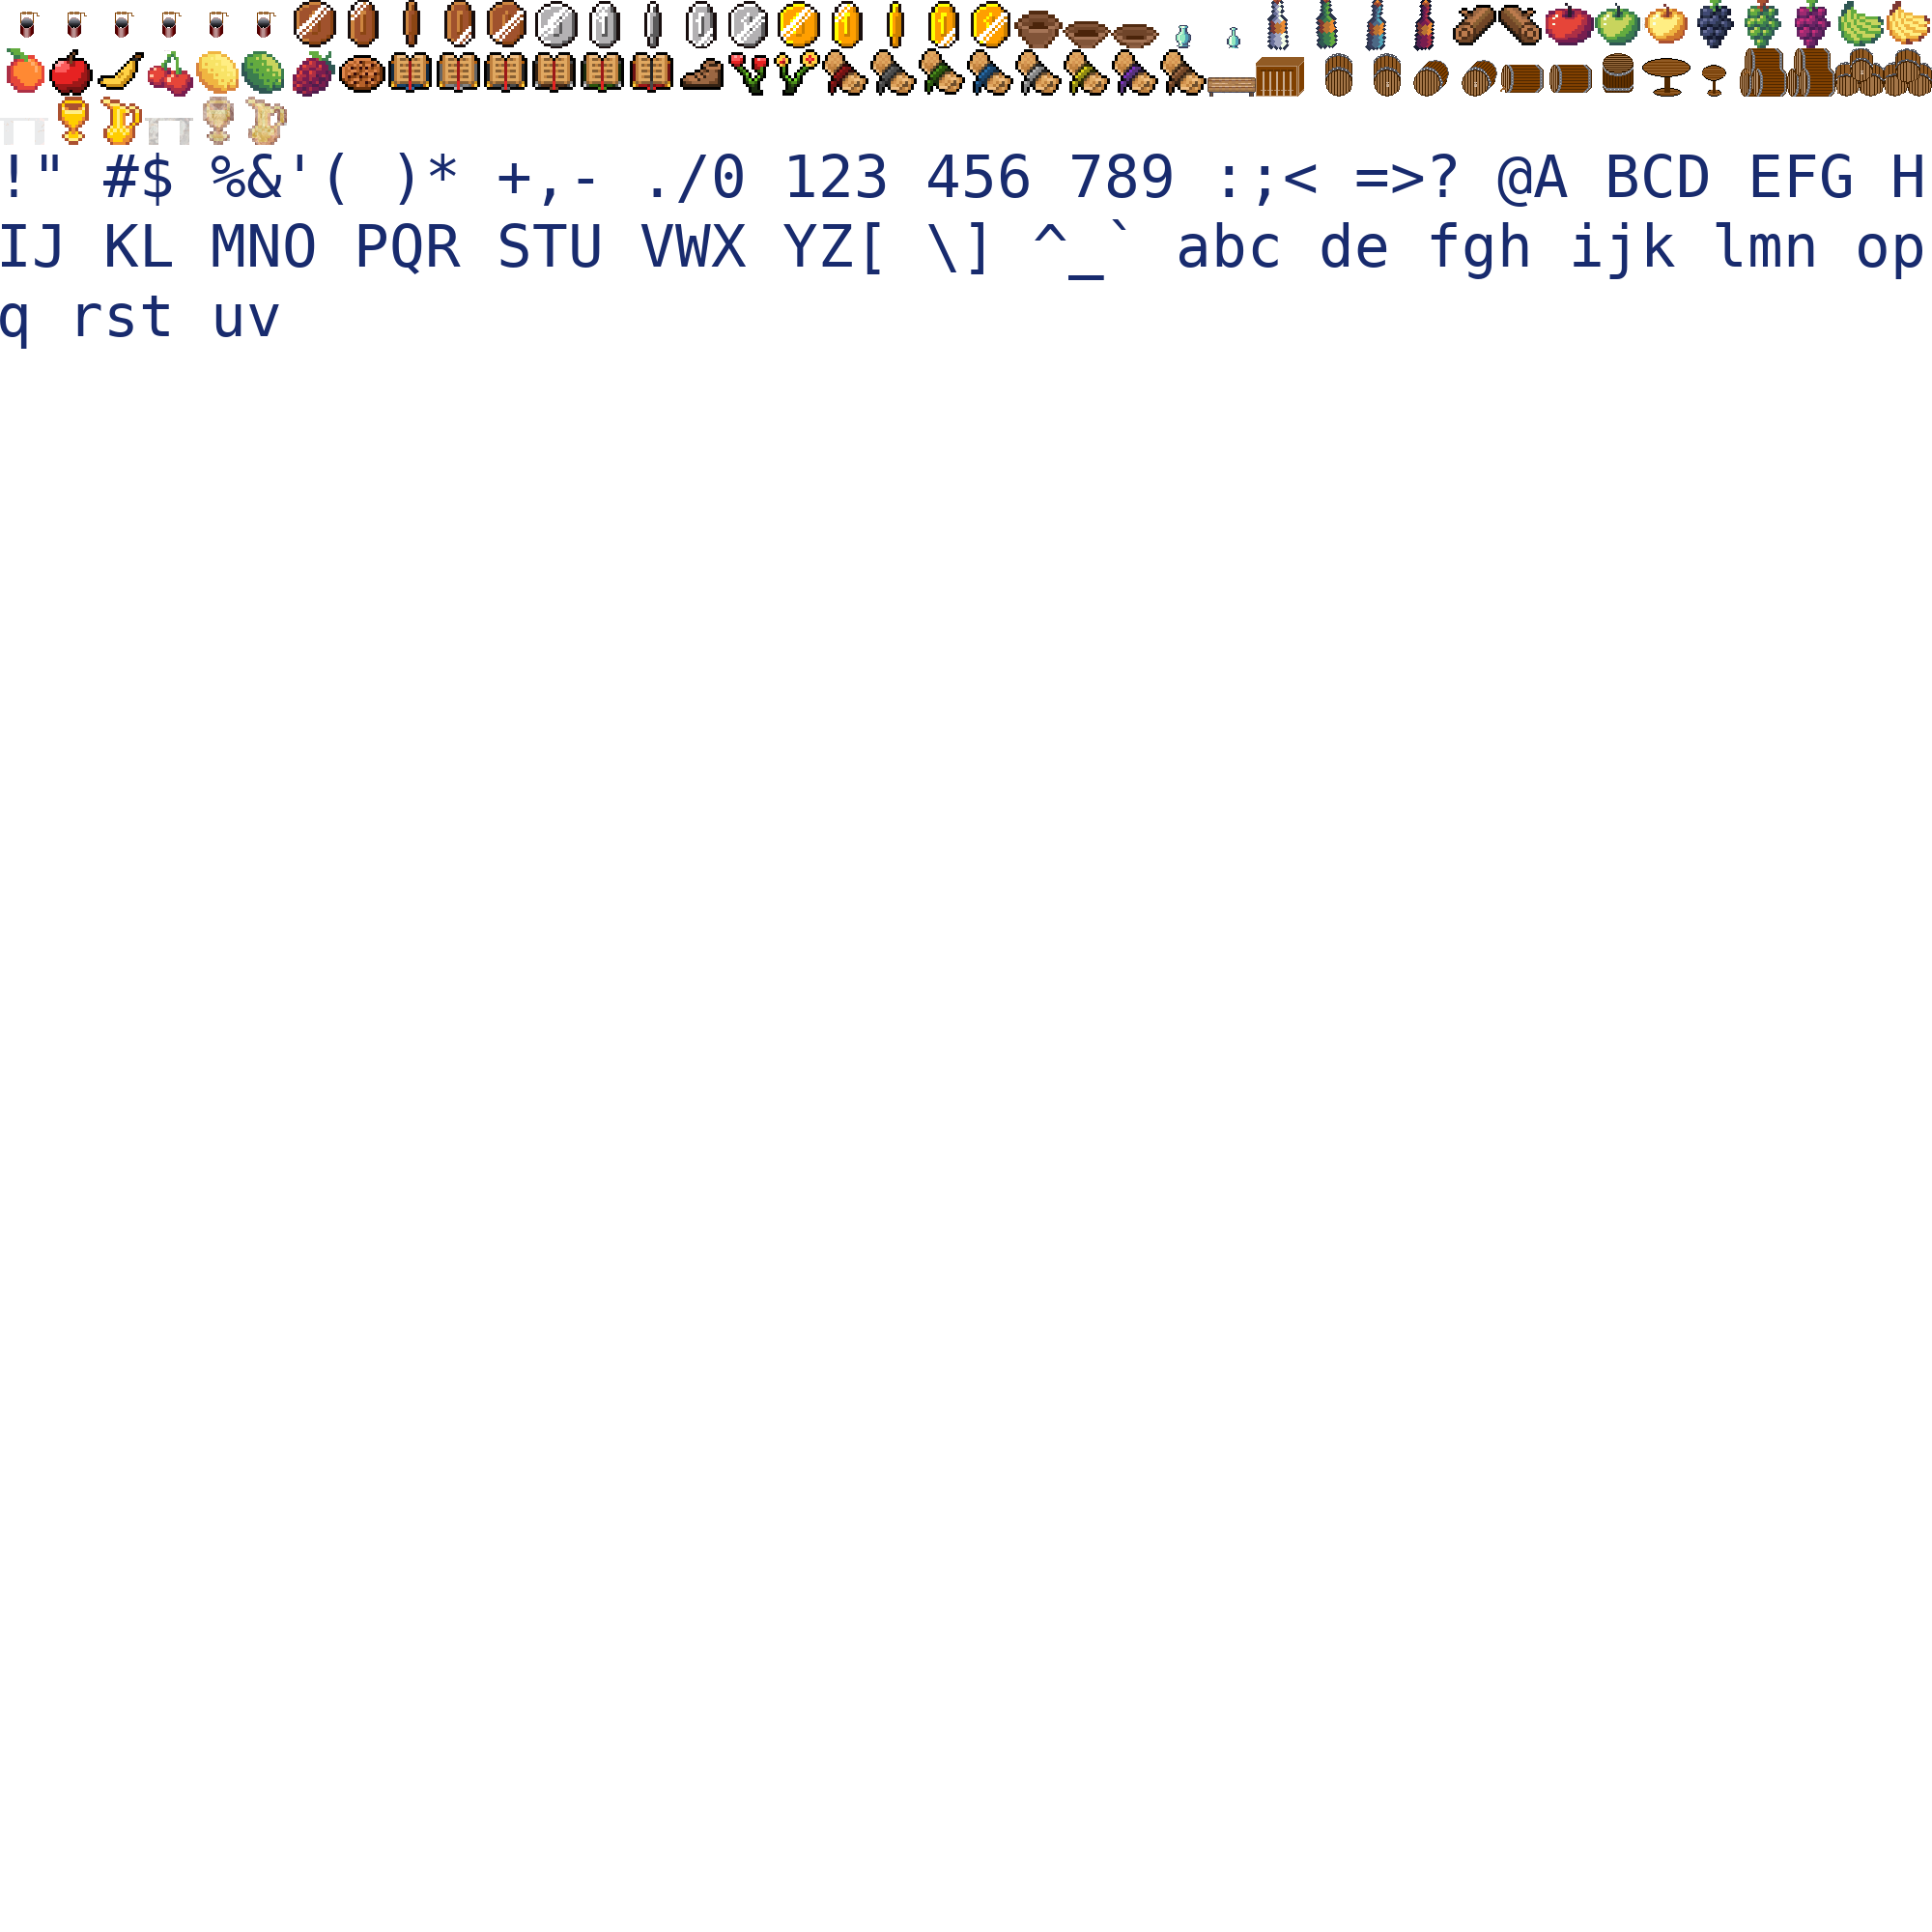 !" #$ %&'( )* +,- ./0 123 456 789 :;< =>? @A BCD EFG H
IJ KL MNO PQR STU VWX YZ[ \] ^_` abc de fgh ijk lmn op
q rst uv